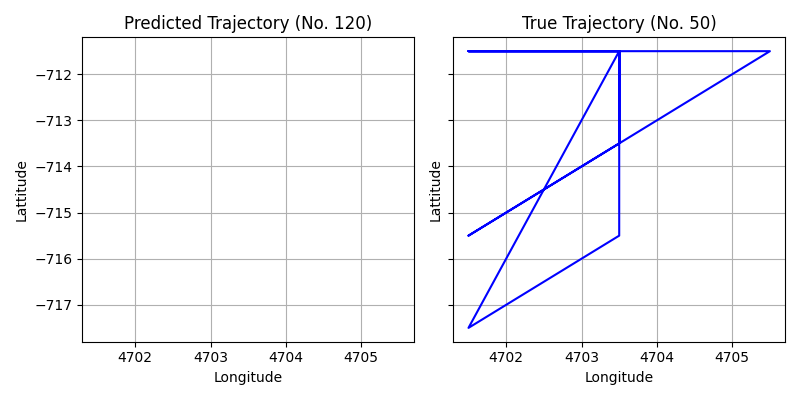 Predicted Trajectory (No. 120)
True Trajectory (No. 50)
Lattitude
−712
−713
−714
−715
−716
−717
4702
4703
4704
4705
Longitude
Lattitude
4702
4703
4704
4705
Longitude